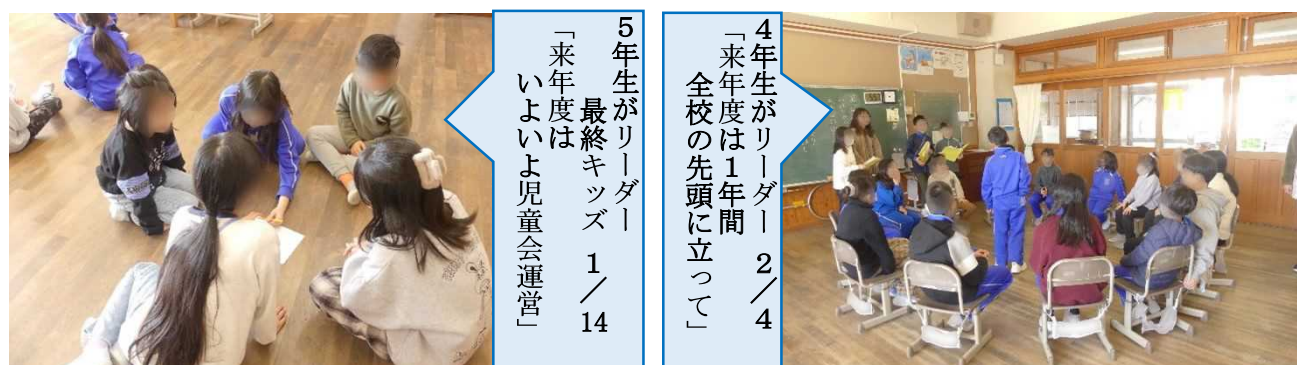 4年生がリーダー 2/4
「来年度は1年間
全校の先頭に立って」
5年生がリーダー
最終キッズ 1/14
「来年度は
いよいよ児童会運営」